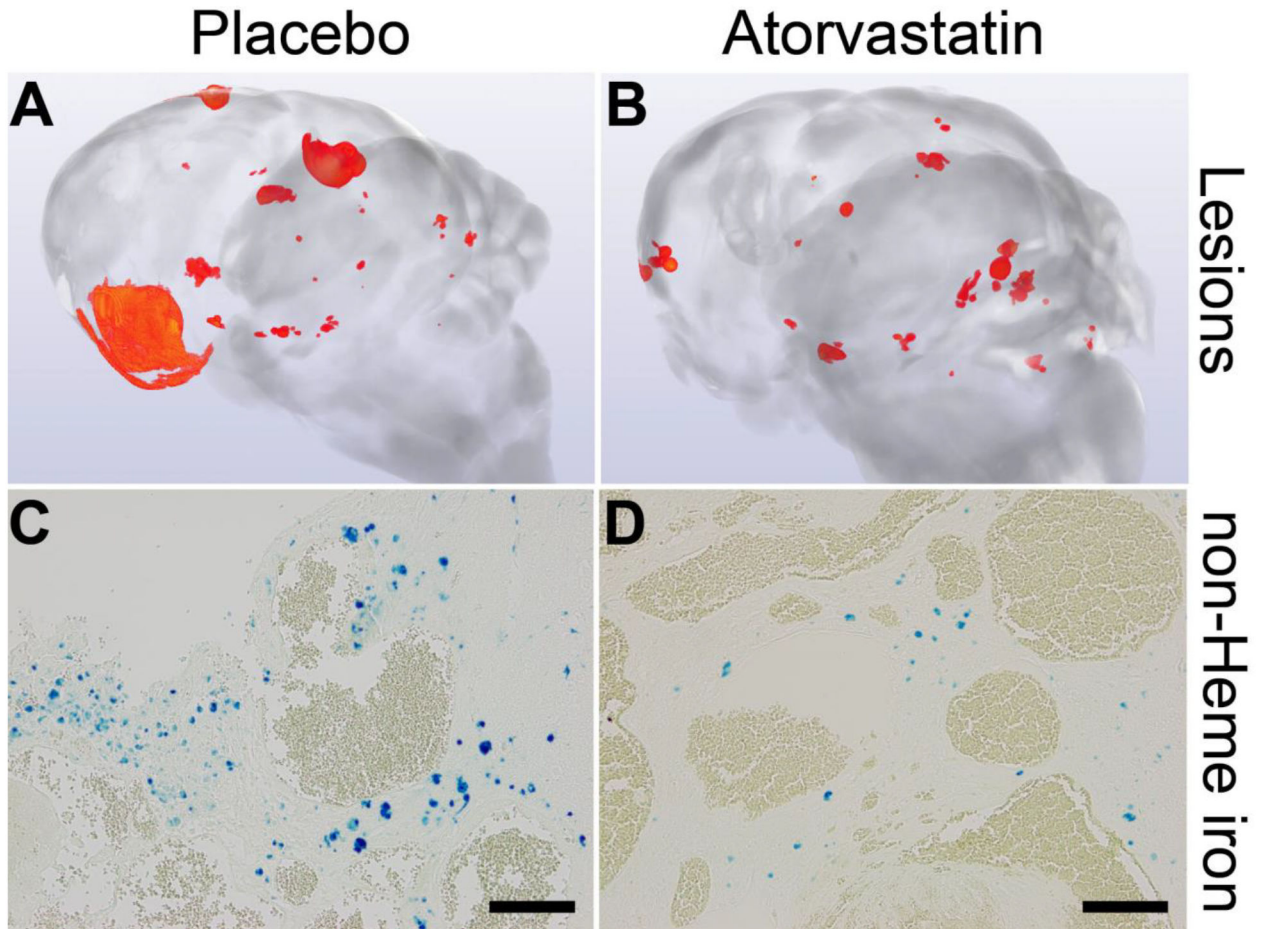 Placebo
Atorvastatin
A
B
Lesions
C
D
non-Heme iron